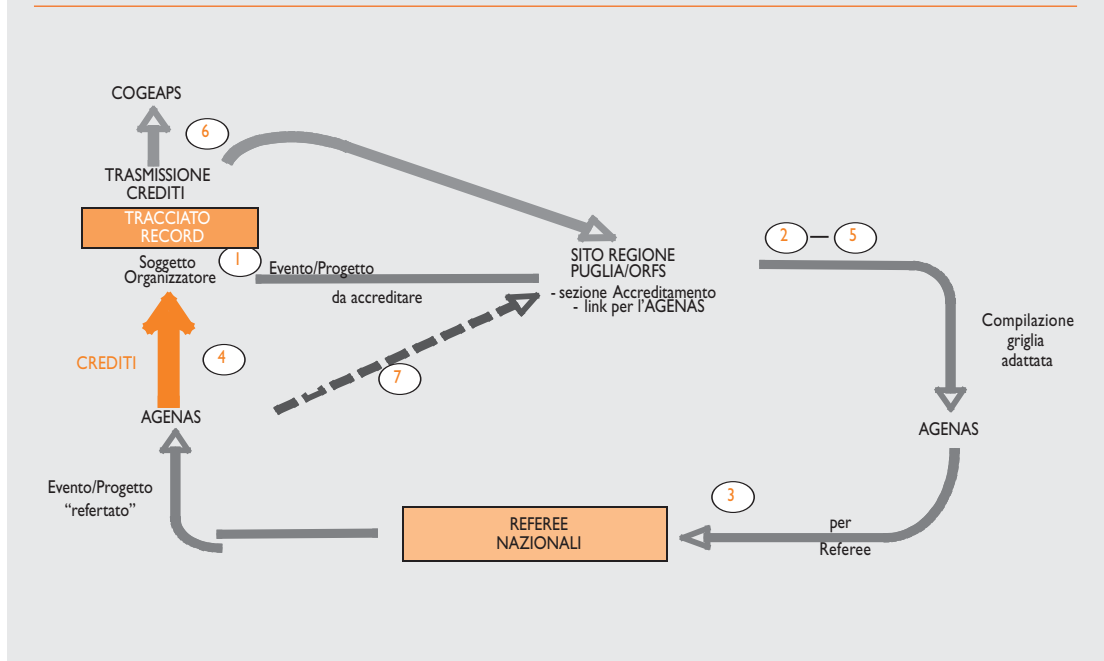 COGEAPS
6
TRASMISSIONE
CREDITI
TRACCIATO
RECORD
Soggetto
Organizzatore
1
Evento/Progetto
da accreditare
SITO REGIONE
PUGLIA/ORFS
- sezione Accreditamento
- link per l’AGENAS
2 — 5
Compilazione
griglia
adattata
CREDITI
4
7
AGENAS
AGENAS
Evento/Progetto
“refertato”
REFEREE
NAZIONALI
3
per
Referee